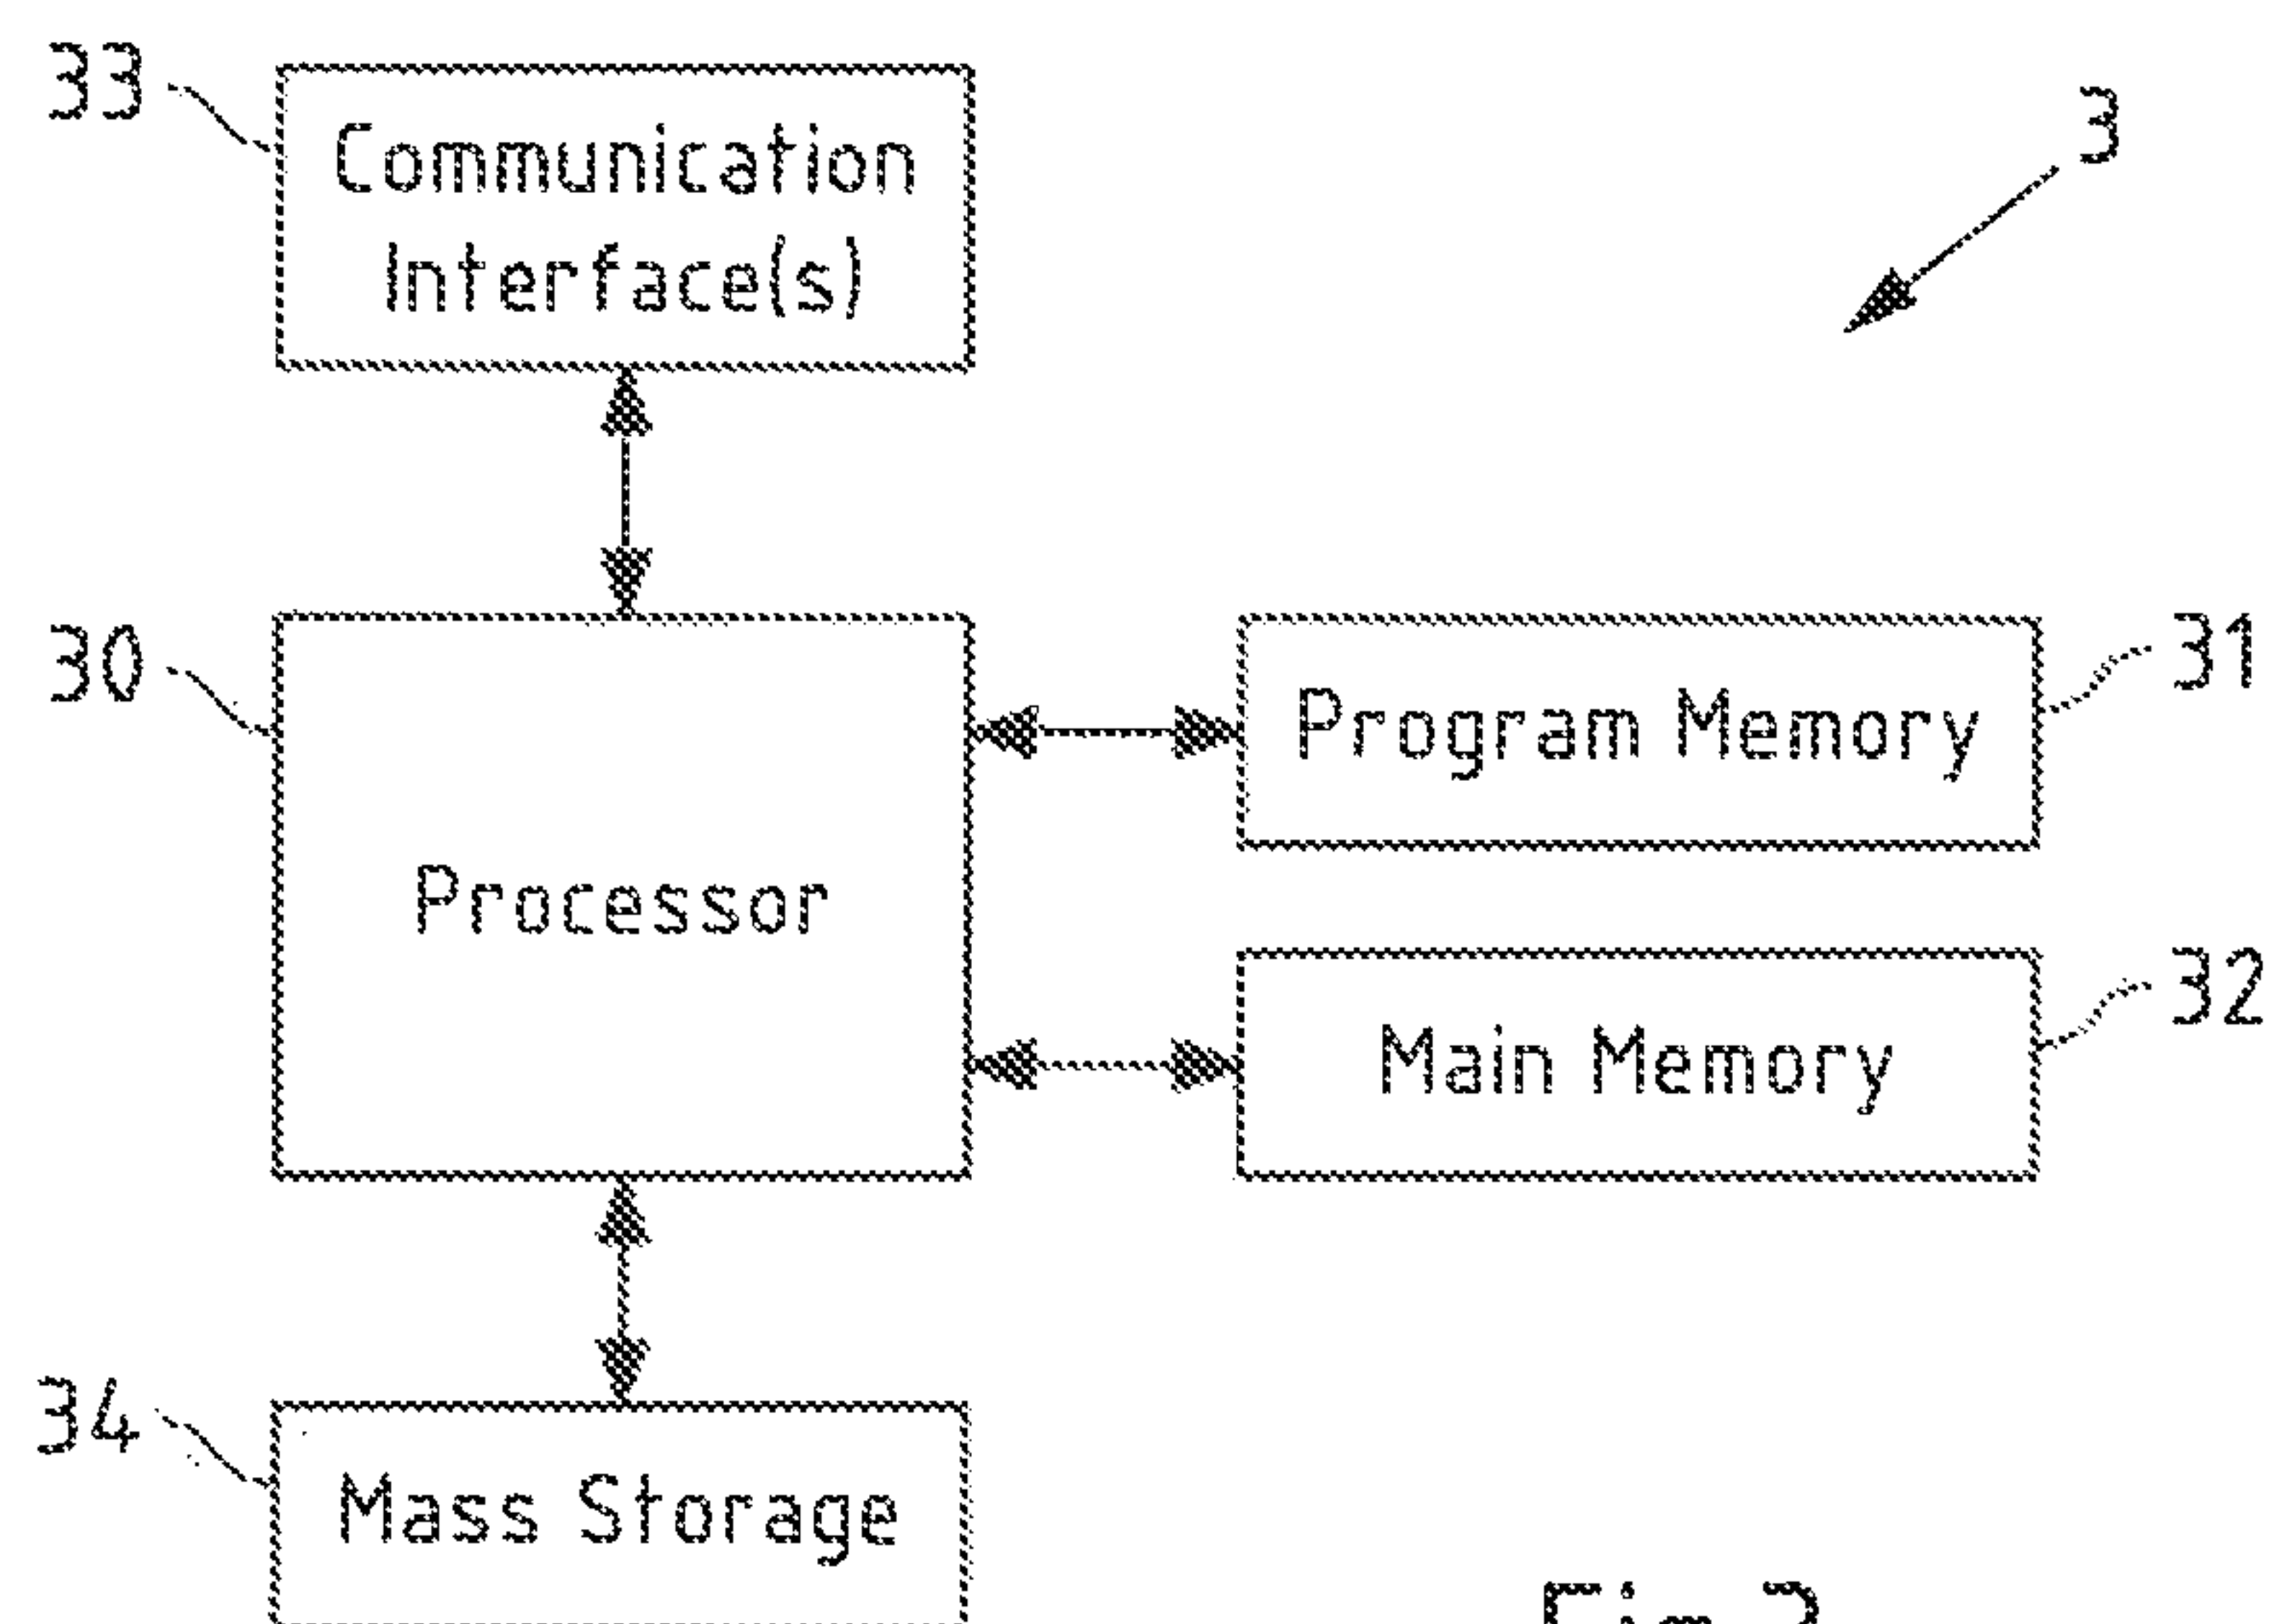 33
Communication
Interface(s)
3
30
Processor
31
Program Memory
32
Main Memory
34
Mass Storage